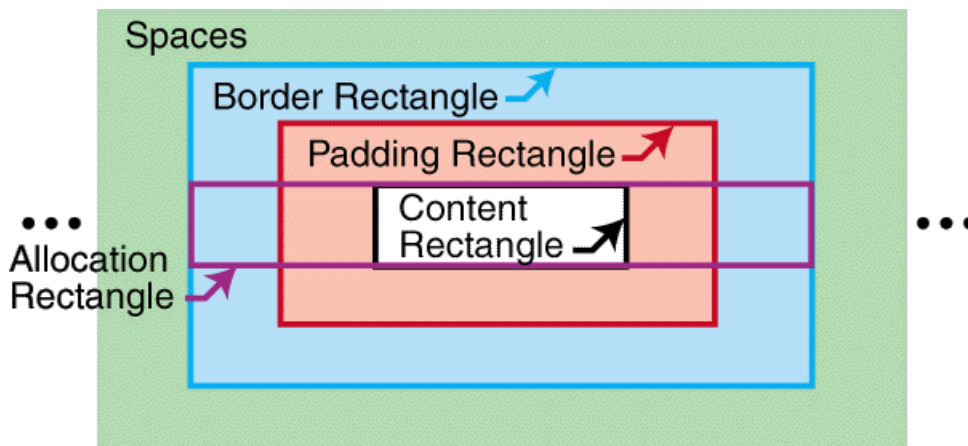 Spaces
Border Rectangle
Padding Rectangle
Content
Rectangle
Allocation
Rectangle